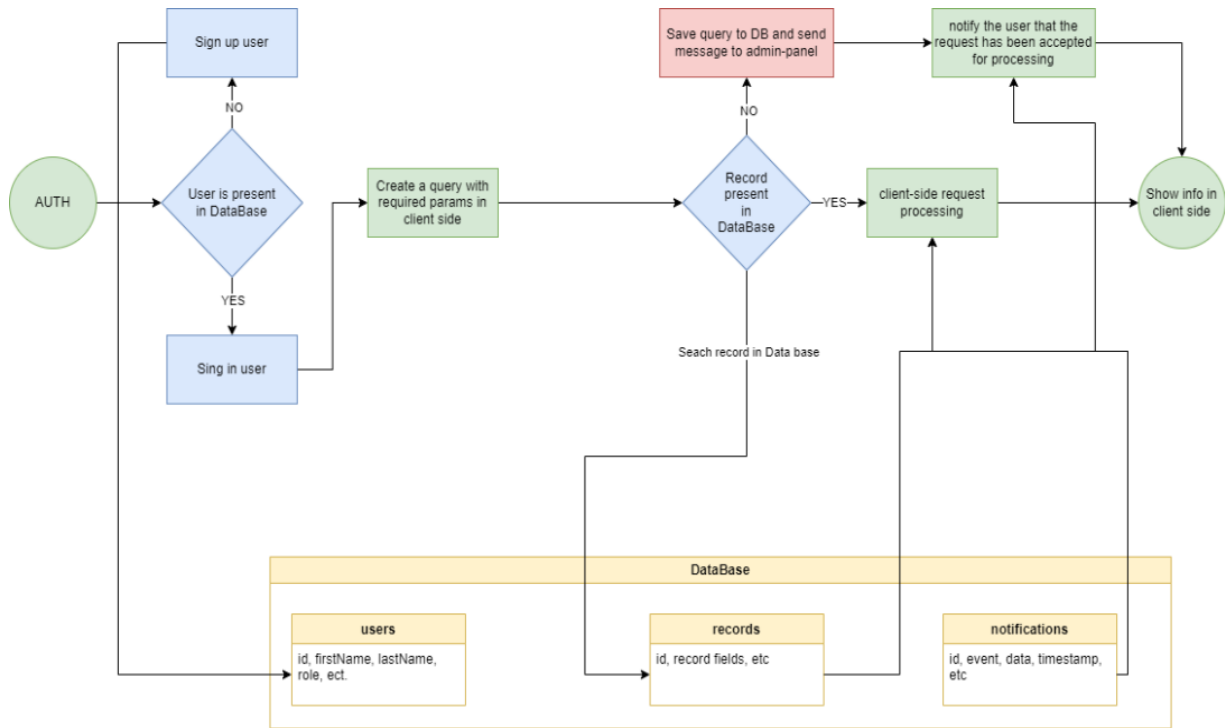 Sign up user
Save query to DB and send
message to admin-panel
notify the user that the
request has been accepted
for processing
NO
NO
AUTH
User is present
in DataBase
Create a query with
required params in
client side
Record
present
in
DataBase
YES
client-side request
processing
Show info in
client side
YES
Sing in user
Seach record in Data base
DataBase
users
id, firstName, lastName,
role, ect.
records
id, record fields, etc
notifications
id, event, data, timestamp,
etc